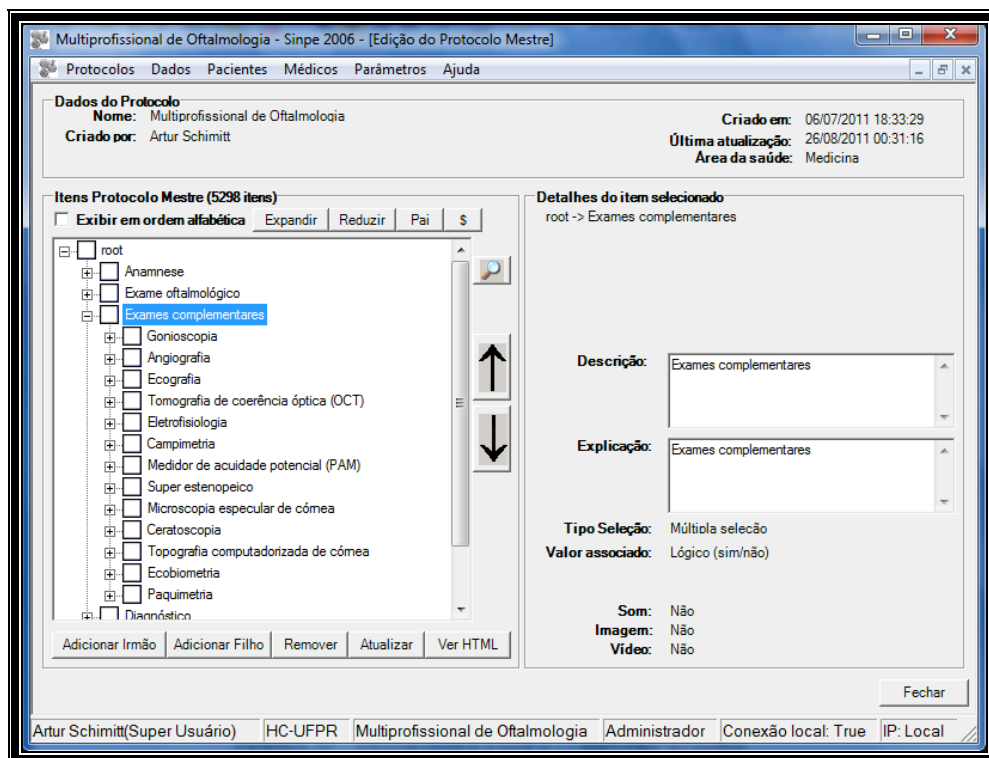 Multiprofissional de Oftalmologia - Sinpe 2006 - [Edição do Protocolo Mestre]
Protocolos Dados Pacientes Médicos Parâmetros Ajuda
Dados do Protocolo
Nome: Multiprofissional de Oftalmologia
Criado por: Artur Schimitt
Criado em: 06/07/2011 18:33:29
Última atualização: 26/08/2011 00:31:16
Área da saúde: Medicina
Itens Protocolo Mestre (5298 itens)
Exibir em ordem alfabética Expandir Reduzir Pai $
root
Anamnese
Exame oftalmológico
Exames complementares
Gonioscopia
Angiografia
Ecografia
Tomografia de coerência óptica (OCT)
Eletrofisiologia
Campimetria
Medidor de acuidade potencial (PAM)
Super estenopeico
Microscopia especular de córnea
Ceratoscopia
Topografia computadorizada de córnea
Ecobiometria
Paquimetria
Diagnóstico
Adicionar Irmão Adicionar Filho Remover Atualizar Ver HTML
Detalhes do item selecionado
root -> Exames complementares
Descrição: Exames complementares
Explicação: Exames complementares
Tipo Seleção: Múltipla seleção
Valor associado: Lógico (sim/não)
Som: Não
Imagem: Não
Vídeo: Não
Fechar
Artur Schimitt(Super Usuário) HC-UFPR Multiprofissional de Oftalmologia Administrador Conexão local: True IP: Local